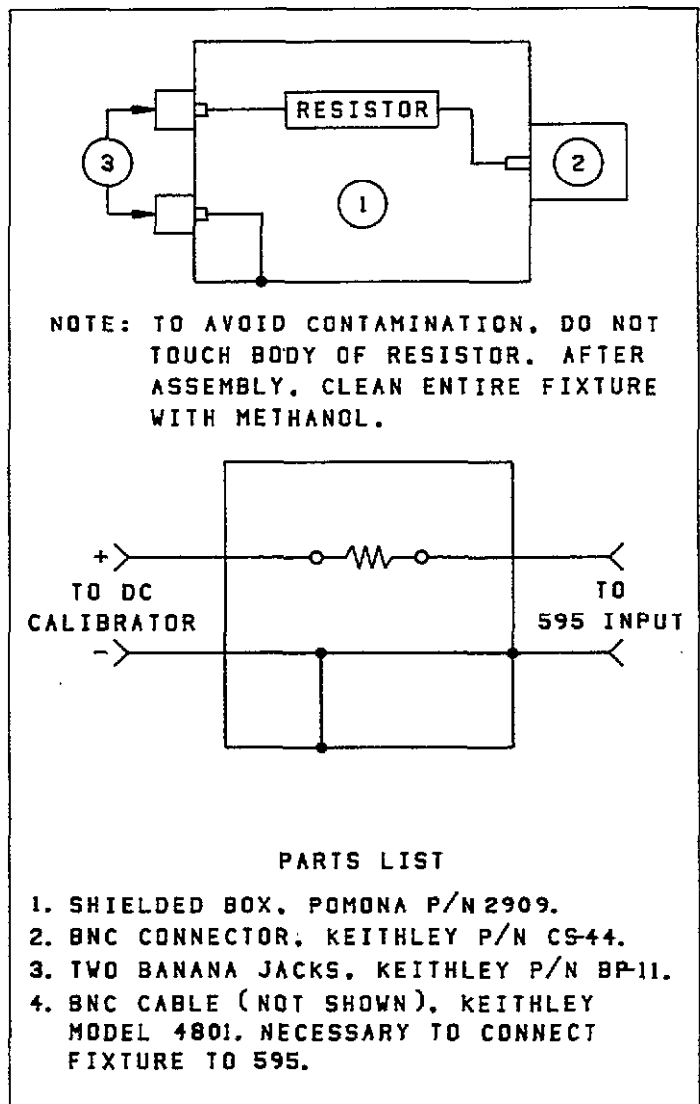 RESISTOR
3
2
1
NOTE: TO AVOID CONTAMINATION, DO NOT
TOUCH BODY OF RESISTOR. AFTER
ASSEMBLY, CLEAN ENTIRE FIXTURE
WITH METHANOL.
+
TO DC
CALIBRATOR
-
TO
595 INPUT
PARTS LIST
1. SHIELDED BOX, POMONA P/N 2909.
2. BNC CONNECTOR, KEITHLEY P/N CS-44.
3. TWO BANANA JACKS, KEITHLEY P/N BP-11.
4. BNC CABLE (NOT SHOWN), KEITHLEY
MODEL 4801. NECESSARY TO CONNECT
FIXTURE TO 595.